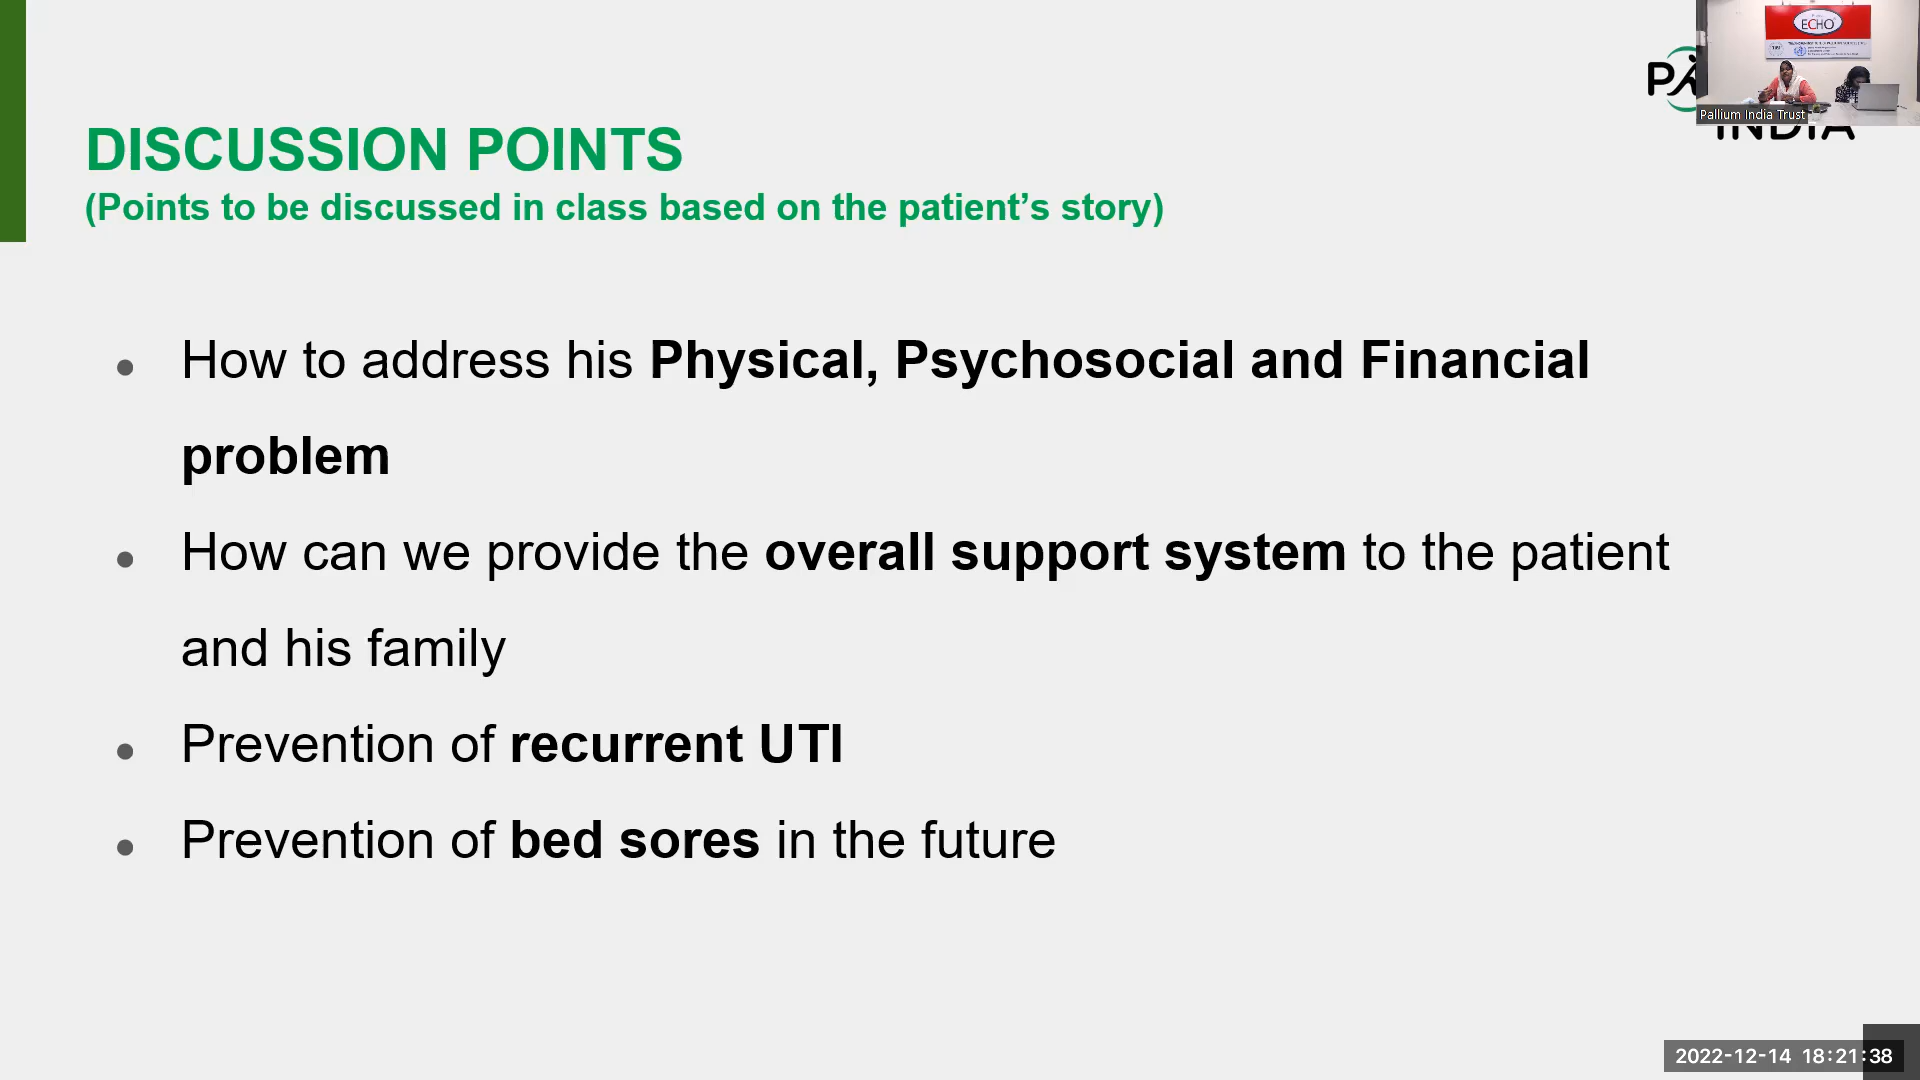 DISCUSSION POINTS
(Points to be discussed in class based on the patient’s story)
● How to address his Physical, Psychosocial and Financial
problem
● How can we provide the overall support system to the patient
and his family
● Prevention of recurrent UTI
● Prevention of bed sores in the future
ECHO
Pallium India Trust
INDIA
2022-12-14 18:21:38